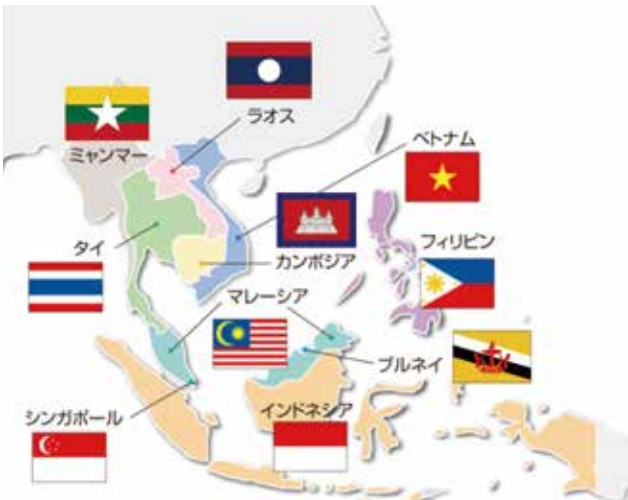 ラオス
ベトナム
ミャンマー
タイ
カンボジア
フィリピン
マレーシア
ブルネイ
シンガポール
インドネシア